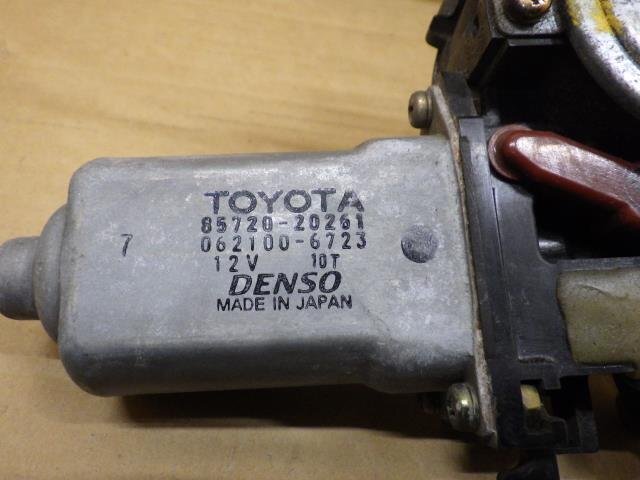 TOYOTA
85720-20261
7
062100-6723
12V 10T
DENSO
MADE IN JAPAN